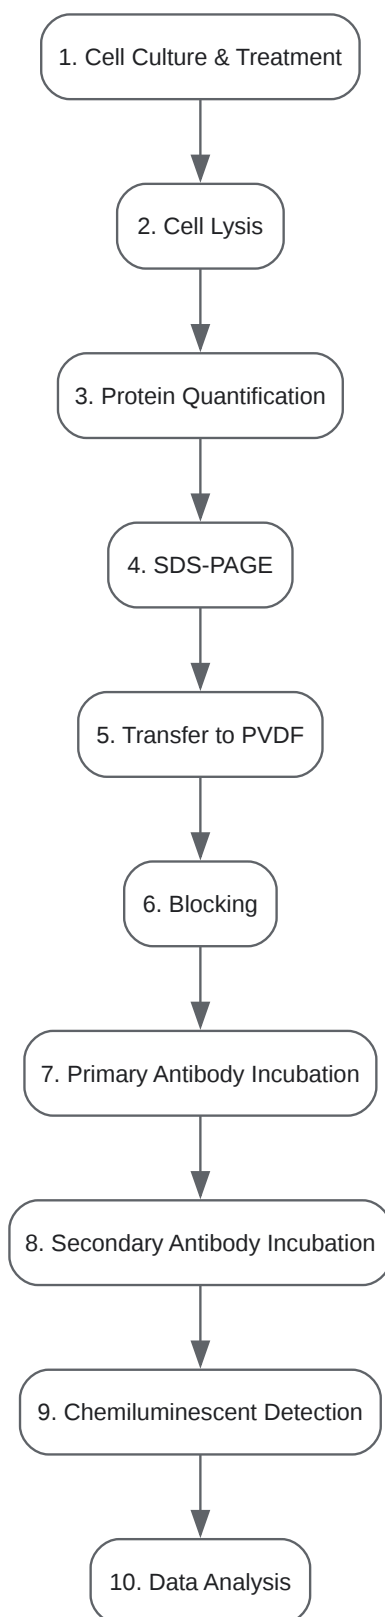 1. Cell Culture & Treatment
2. Cell Lysis
3. Protein Quantification
4. SDS-PAGE
5. Transfer to PVDF
6. Blocking
7. Primary Antibody Incubation
8. Secondary Antibody Incubation
9. Chemiluminescent Detection
10. Data Analysis